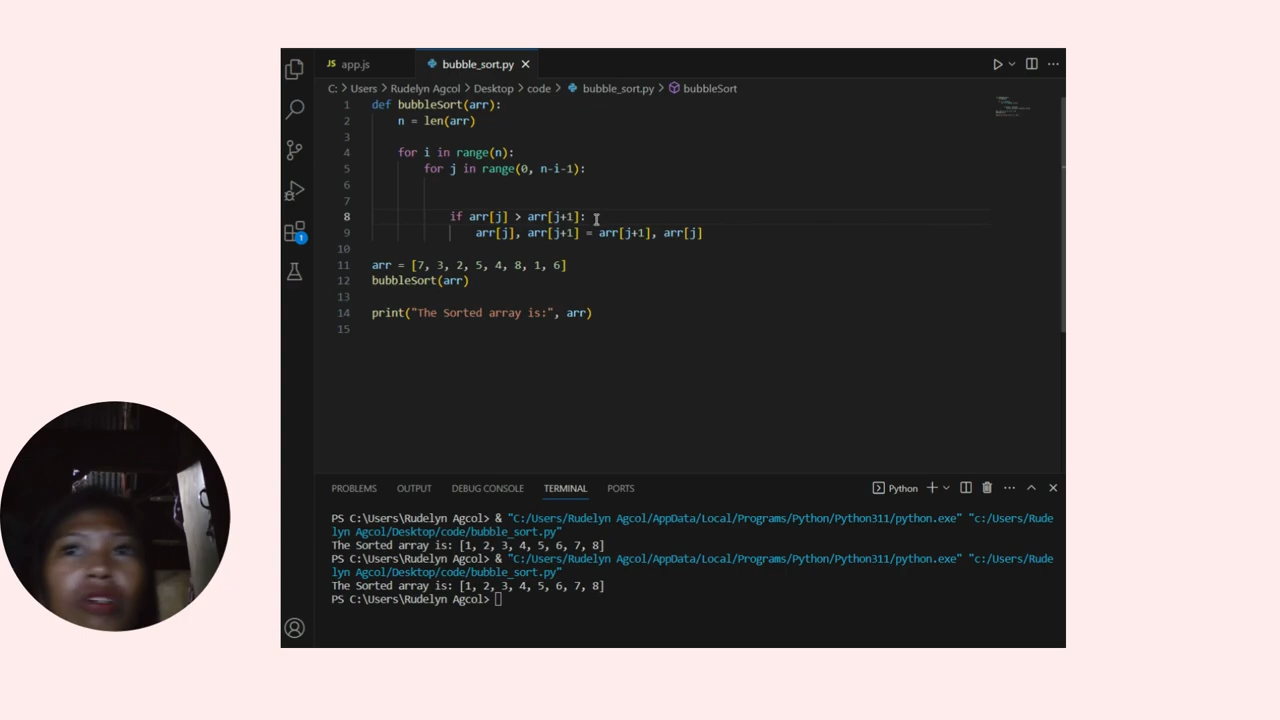 JS app.js bubble_sort.py
C: > Users > Rudelyn Agcol > Desktop > code > bubble_sort.py > bubbleSort
1 def bubbleSort(arr):
2 n = len(arr)
3
4 for i in range(n):
5 for j in range(0, n-i-1):
6
7
8 if arr[j] > arr[j+1]:
9 arr[j], arr[j+1] = arr[j+1], arr[j]
10
11 arr = [7, 3, 2, 5, 4, 8, 1, 6]
12 bubbleSort(arr)
13
14 print("The Sorted array is:", arr)
15
1
PROBLEMS OUTPUT DEBUG CONSOLE TERMINAL PORTS Python
PS C:\Users\Rudelyn Agcol> & "C:/Users/Rudelyn Agcol/AppData/Local/Programs/Python/Python311/python.exe" "c:/Users/Rude
lyn Agcol/Desktop/code/bubble_sort.py"
The Sorted array is: [1, 2, 3, 4, 5, 6, 7, 8]
PS C:\Users\Rudelyn Agcol> & "C:/Users/Rudelyn Agcol/AppData/Local/Programs/Python/Python311/python.exe" "c:/Users/Rude
lyn Agcol/Desktop/code/bubble_sort.py"
The Sorted array is: [1, 2, 3, 4, 5, 6, 7, 8]
PS C:\Users\Rudelyn Agcol>